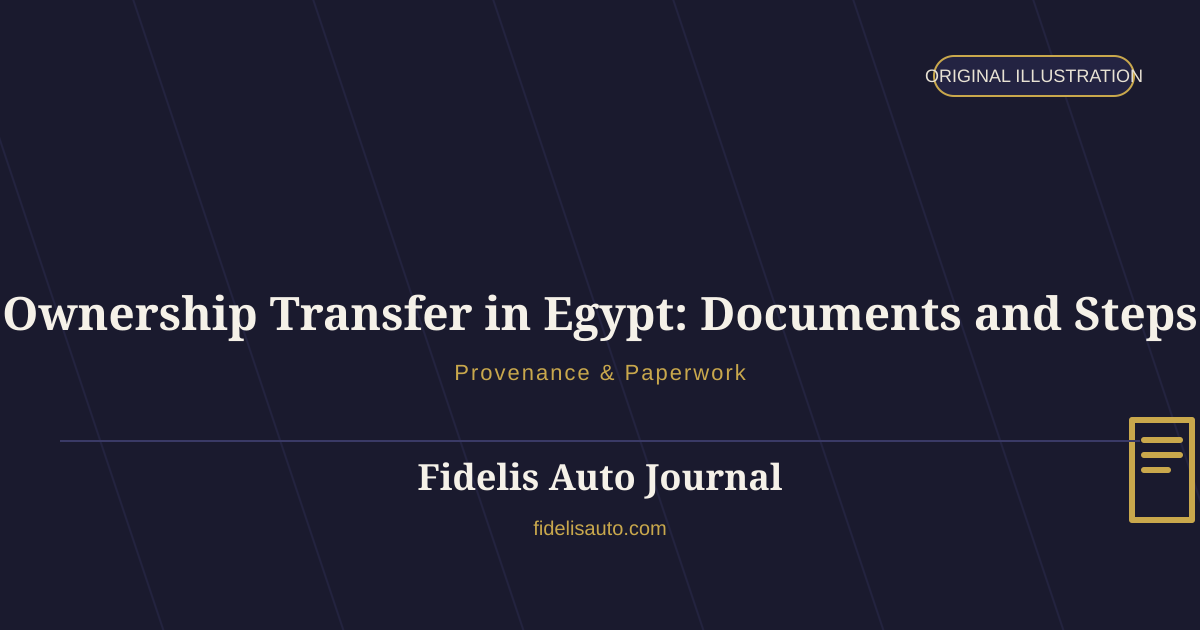 ORIGINAL ILLUSTRATION
Ownership Transfer in Egypt: Documents and Steps
Provenance & Paperwork
Fidelis Auto Journal
fidelisauto.com